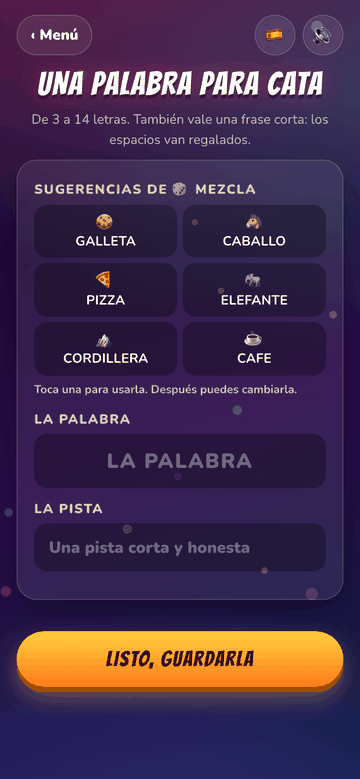 ‹ Menú
UNA PALABRA PARA CATA
De 3 a 14 letras. También vale una frase corta: los
espacios van regalados.
SUGERENCIAS DE MEZCLA
GALLETA
CABALLO
PIZZA
ELEFANTE
CORDILLERA
CAFE
Toca una para usarla. Después puedes cambiarla.
LA PALABRA
LA PALABRA
LA PISTA
Una pista corta y honesta
LISTO, GUARDARLA